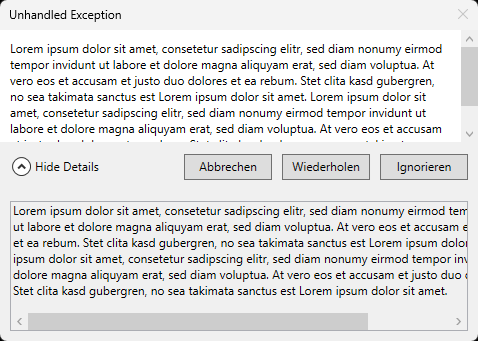 Unhandled Exception
Lorem ipsum dolor sit amet, consetetur sadipscing elitr, sed diam nonumy eirmod
tempor invidunt ut labore et dolore magna aliquyam erat, sed diam voluptua. At
vero eos et accusam et justo duo dolores et ea rebum. Stet clita kasd gubergren,
no sea takimata sanctus est Lorem ipsum dolor sit amet. Lorem ipsum dolor sit
amet, consetetur sadipscing elitr, sed diam nonumy eirmod tempor invidunt ut
labore et dolore magna aliquyam erat, sed diam voluptua. At vero eos et accusam
Hide Details
Abbrechen
Wiederholen
Ignorieren
Lorem ipsum dolor sit amet, consetetur sadipscing elitr, sed diam nonumy eirmod tem
ut labore et dolore magna aliquyam erat, sed diam voluptua. At vero eos et accusam e
et ea rebum. Stet clita kasd gubergren, no sea takimata sanctus est Lorem ipsum dolor
ipsum dolor sit amet, consetetur sadipscing elitr, sed diam nonumy eirmod tempor inv
dolore magna aliquyam erat, sed diam voluptua. At vero eos et accusam et justo duo
Stet clita kasd gubergren, no sea takimata sanctus est Lorem ipsum dolor sit amet.